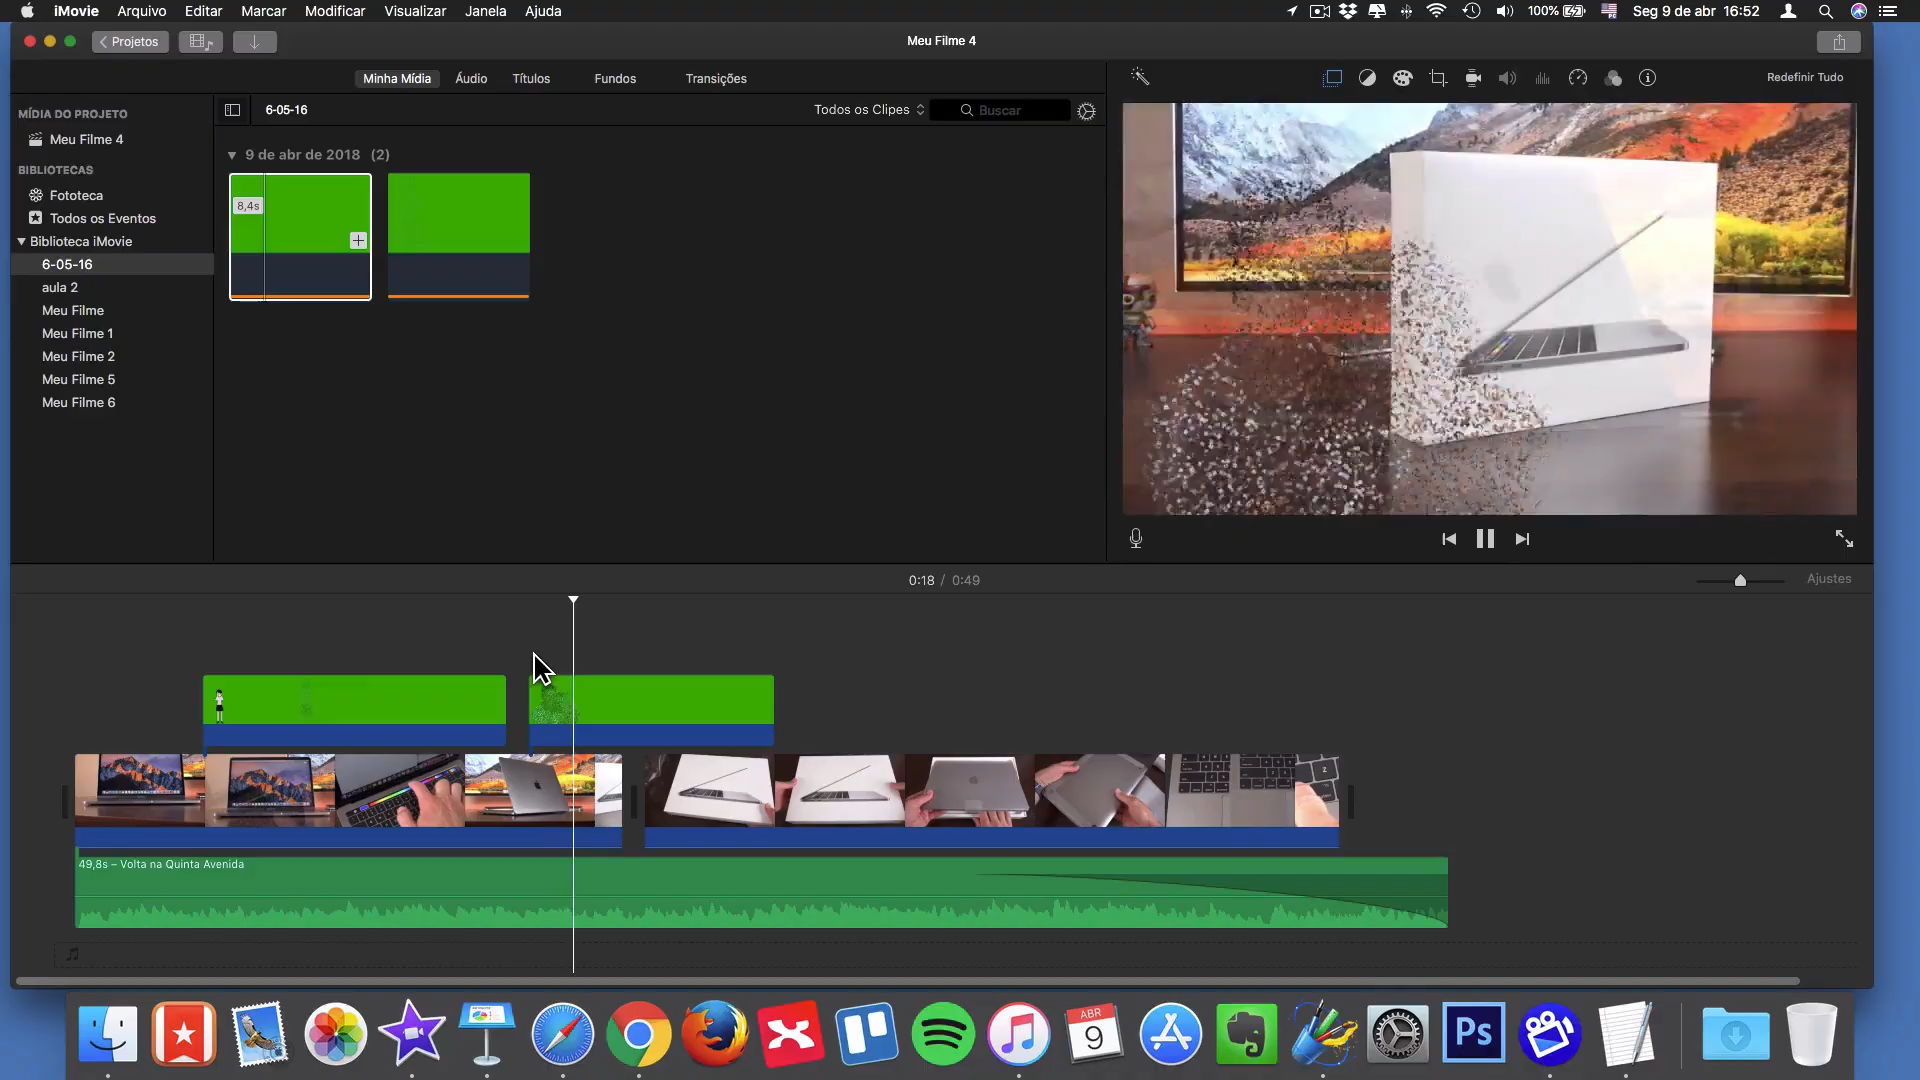 iMovie Arquivo Editar Marcar Modificar Visualizar Janela Ajuda 100% Seg 9 de abr 16:52
Projetos Meu Filme 4
Minha Mídia Áudio Títulos Fundos Transições Redefinir Tudo
MÍDIA DO PROJETO
Meu Filme 4
BIBLIOTECAS
Fototeca
Todos os Eventos
Biblioteca iMovie
6-05-16
aula 2
Meu Filme
Meu Filme 1
Meu Filme 2
Meu Filme 5
Meu Filme 6
6-05-16 Todos os Clipes Buscar
9 de abr de 2018 (2)
8,4s
0:18 / 0:49 Ajustes
49,8s – Volta na Quinta Avenida
ABR
9
Ps